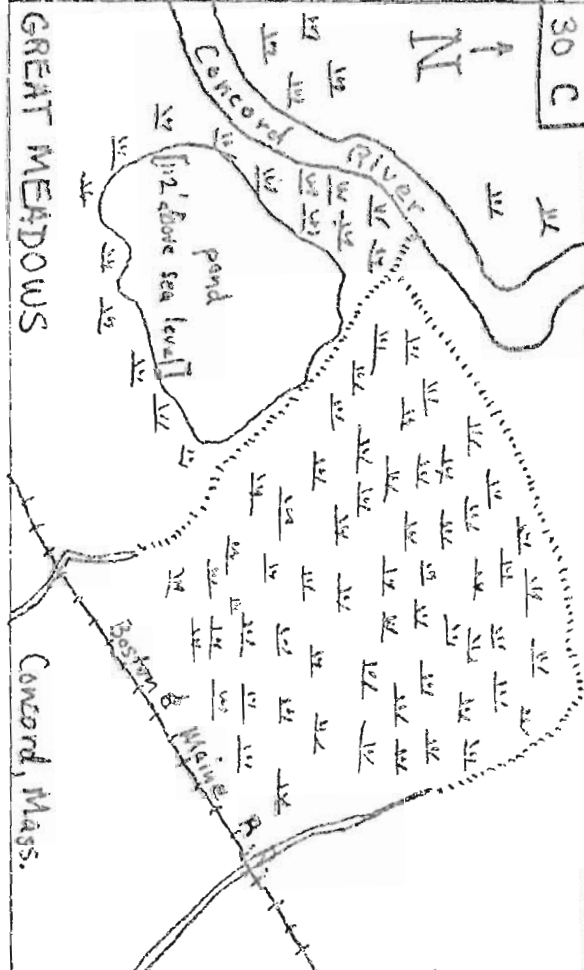 30 C
N
Concord River
pond
[112' above sea level]
Boston & Maine R.
GREAT MEADOWS
Concord, Mass.